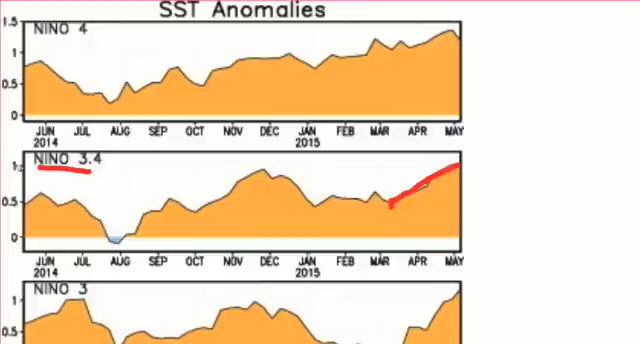 SST Anomalies
NINO 4
1.5
1
0.5
0
JUN JUL AUG SEP OCT NOV DEC JAN FEB MAR APR MAY
2014 2015
NINO 3.4
1
0.5
0
JUN JUL AUG SEP OCT NOV DEC JAN FEB MAR APR MAY
2014 2015
NINO 3
1
0.5